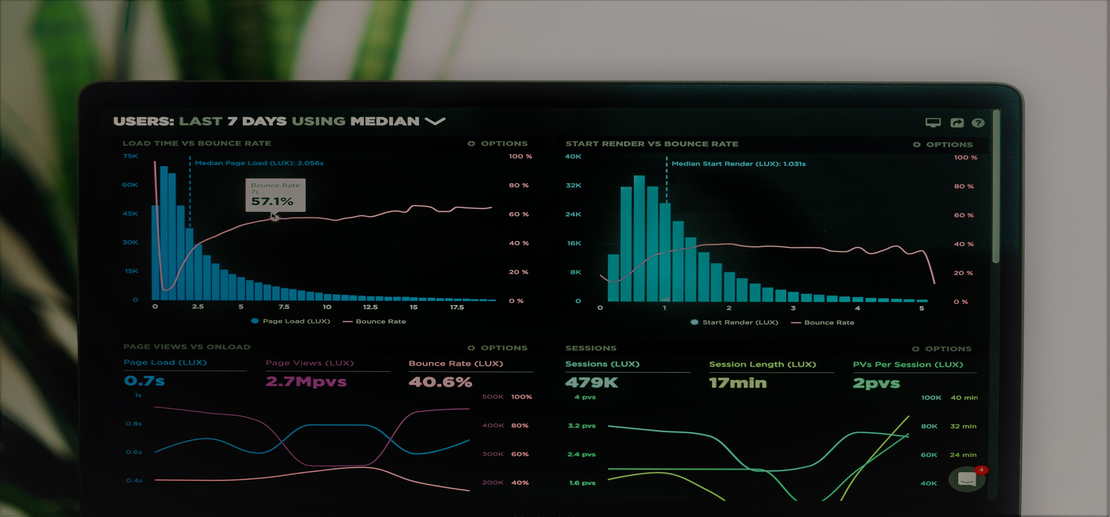 USERS: LAST 7 DAYS USING MEDIAN
LOAD TIME VS BOUNCE RATE
OPTIONS
75K
60K
45K
30K
15K
0
Median Page Load (LUX): 2.056s
Bounce Rate
7s
57.1%
100 %
80 %
60 %
40 %
20 %
0 %
0 2.5 5 7.5 10 12.5 15 17.5
Page Load (LUX) Bounce Rate
START RENDER VS BOUNCE RATE
OPTIONS
40K
32K
24K
16K
8K
0
Median Start Render (LUX): 1.031s
100 %
80 %
60 %
40 %
20 %
0 %
0 1 2 3 4 5
Start Render (LUX) Bounce Rate
PAGE VIEWS VS ONLOAD
OPTIONS
Page Load (LUX) Page Views (LUX) Bounce Rate (LUX)
0.7s 2.7Mpvs 40.6%
1s 500K 100%
0.8s 400K 80%
0.6s 300K 60%
0.4s 200K 40%
SESSIONS
OPTIONS
Sessions (LUX) Session Length (LUX) PVs Per Session (LUX)
479K 17min 2pvs
4 pvs 100K 40 min
3.2 pvs 80K 32 min
2.4 pvs 60K 24 min
1.6 pvs 40K
4